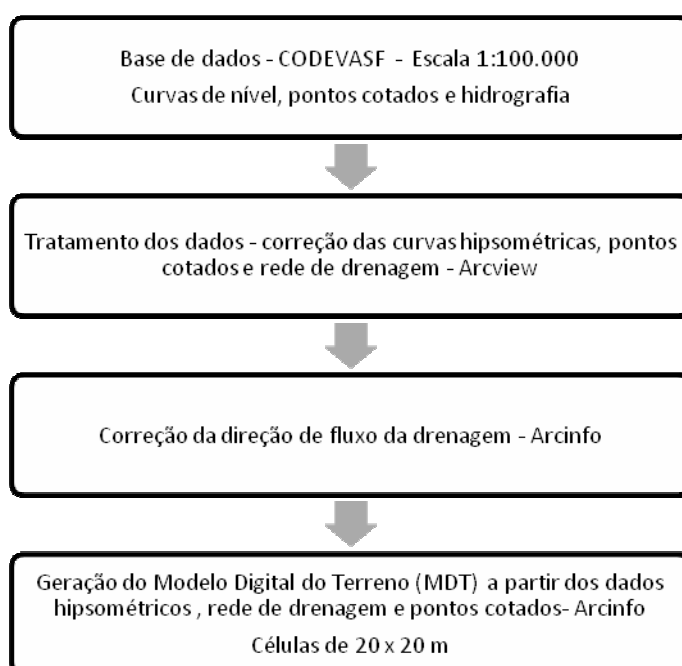 Base de dados - CODEVASF - Escala 1:100.000
Curvas de nível, pontos cotados e hidrografia
Tratamento dos dados - correção das curvas hipsométricas, pontos
cotados e rede de drenagem - Arcview
Correção da direção de fluxo da drenagem - Arcinfo
Geração do Modelo Digital do Terreno (MDT) a partir dos dados
hipsométricos , rede de drenagem e pontos cotados- Arcinfo
Células de 20 x 20 m